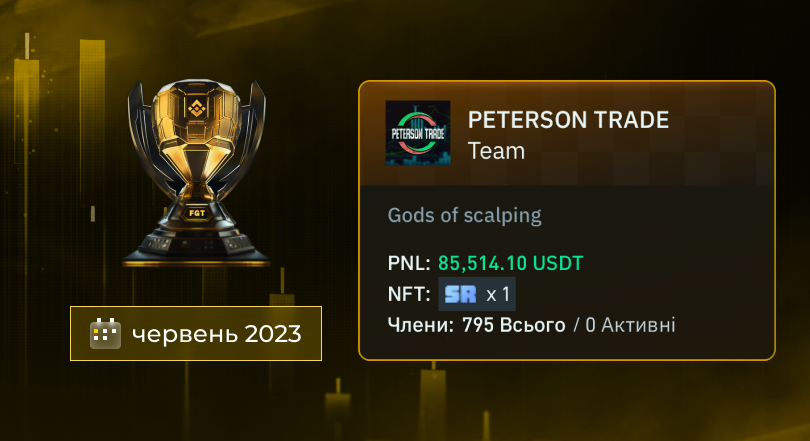 FGT
червень 2023
PETERSON TRADE
PETERSON TRADE
Team
Gods of scalping
PNL: 85,514.10 USDT
NFT: SR x 1
Члени: 795 Всього / 0 Активні